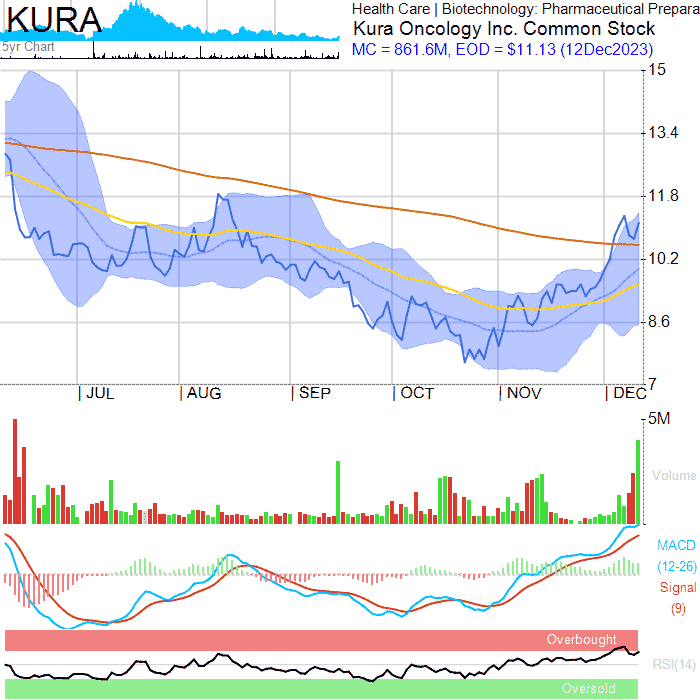 KURA
5yr Chart
Health Care | Biotechnology: Pharmaceutical Prepara
Kura Oncology Inc. Common Stock
MC = 861.6M, EOD = $11.13 (12Dec2023)
15
13.4
11.8
10.2
8.6
7
| JUL | AUG | SEP | OCT | NOV | DEC
5M
Volume
MACD
(12-26)
Signal
(9)
Overbought
RSI(14)
Oversold